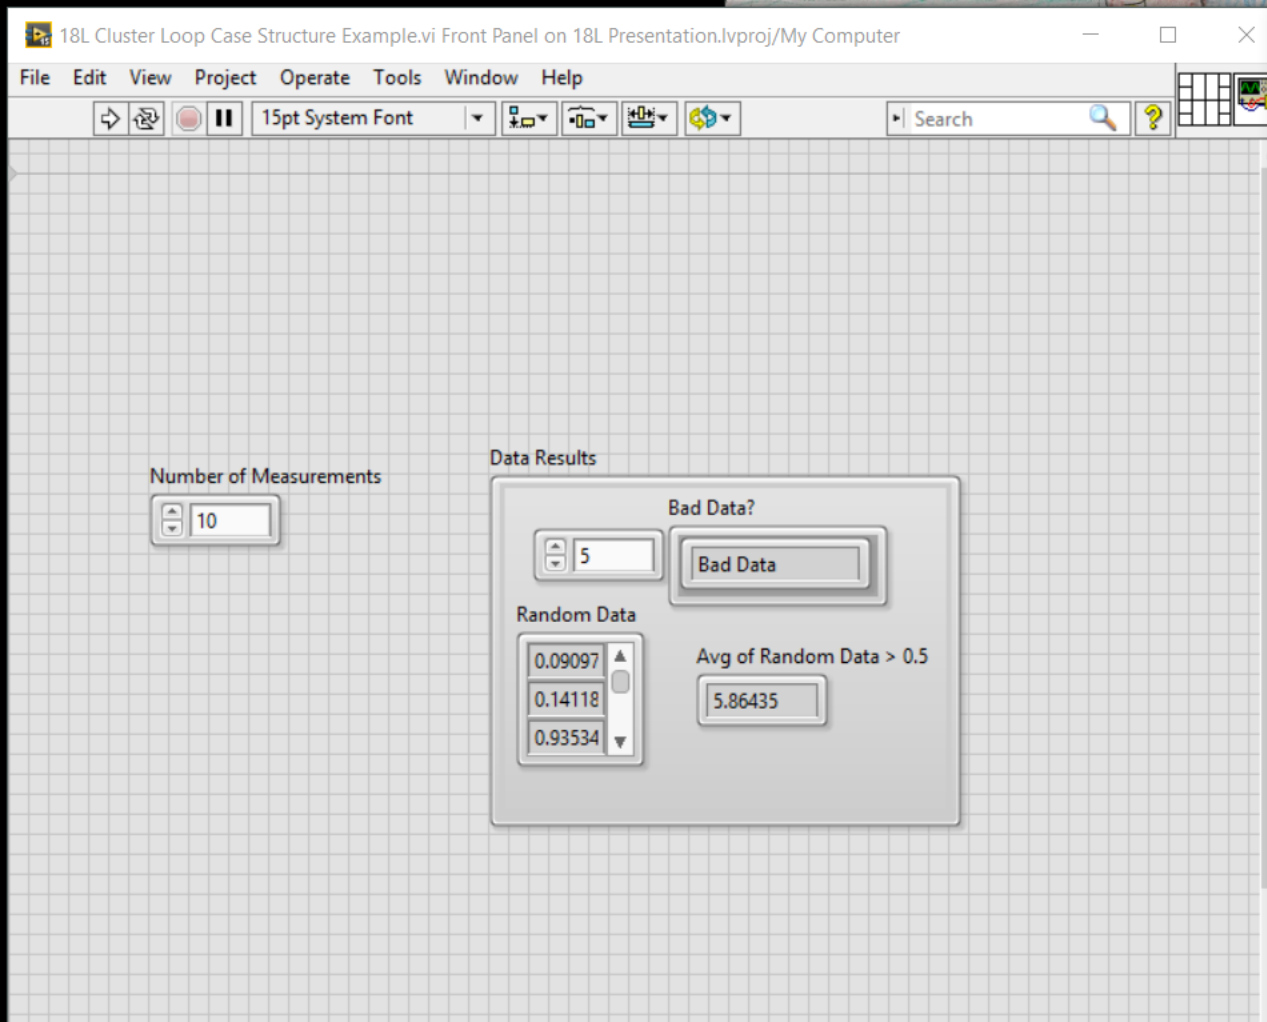 18L Cluster Loop Case Structure Example.vi Front Panel on 18L Presentation.lvproj/My Computer
File Edit View Project Operate Tools Window Help
15pt System Font
Search
?
Data Results
Number of Measurements
10
Bad Data?
5
Bad Data
Random Data
0.09097
0.14118
0.93534
Avg of Random Data > 0.5
5.86435